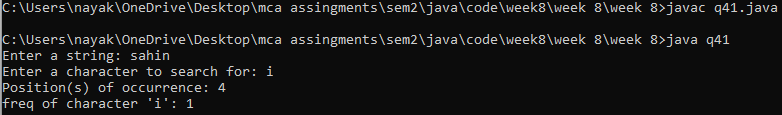 C:\Users\nayak\OneDrive\Desktop\mca assingments\sem2\java\code\week8\week 8\week 8>javac q41.java
C:\Users\nayak\OneDrive\Desktop\mca assingments\sem2\java\code\week8\week 8\week 8>java q41
Enter a string: sahin
Enter a character to search for: i
Position(s) of occurrence: 4
freq of character 'i': 1